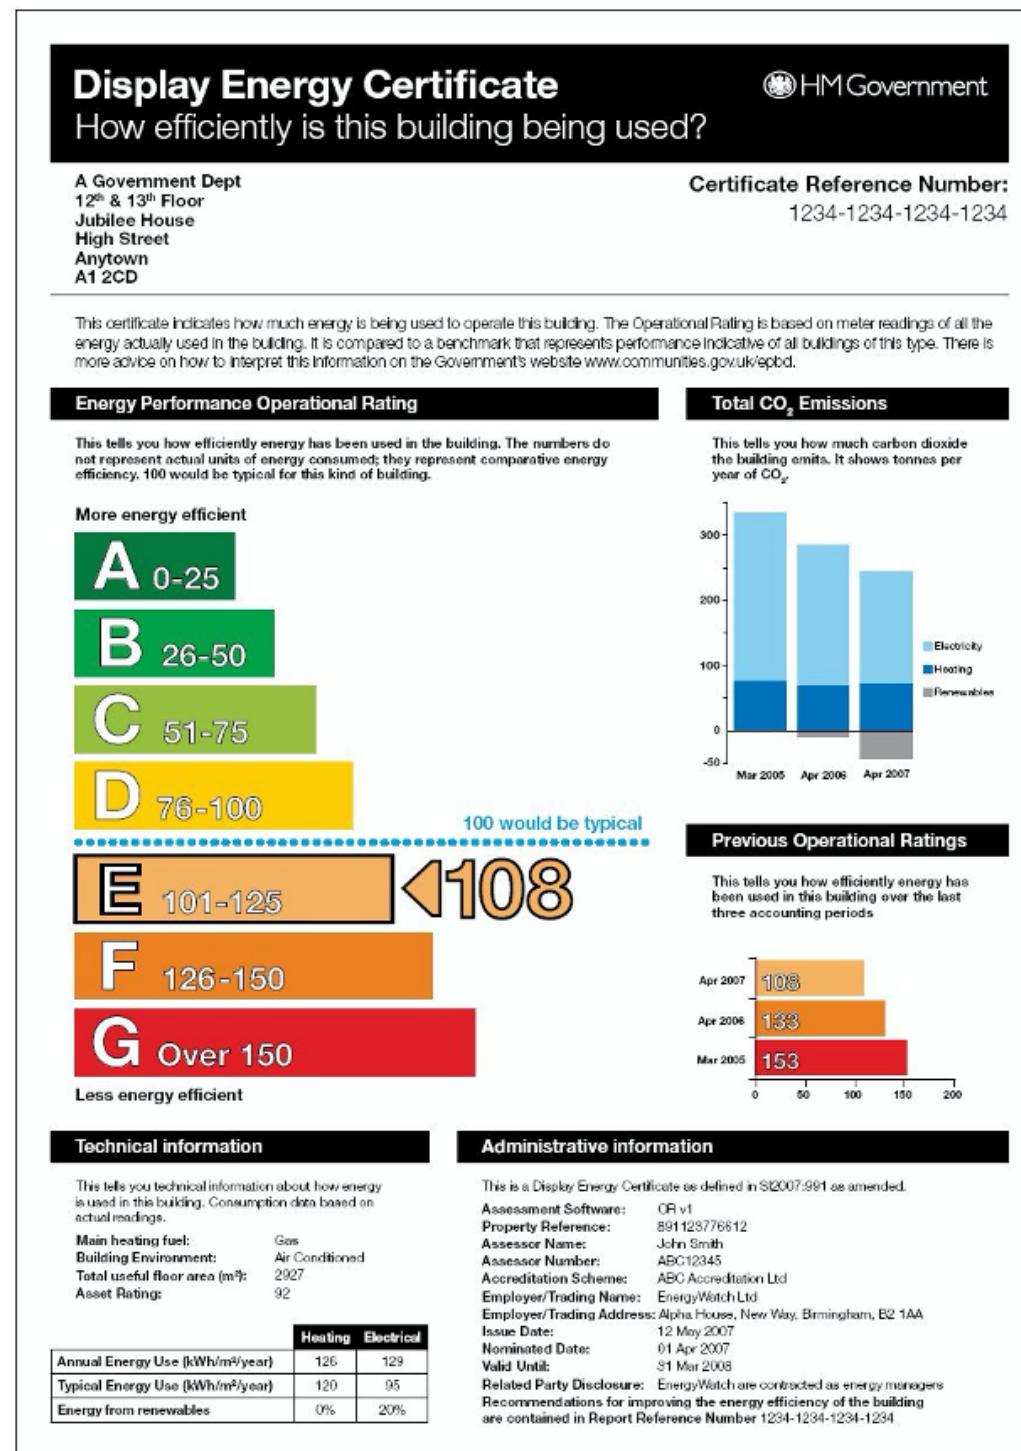 Display Energy Certificate
HM Government
How efficiently is this building being used?
A Government Dept
12th & 13th Floor
Jubilee House
High Street
Anytown
A1 2CD
Certificate Reference Number:
1234-1234-1234-1234
This certificate indicates how much energy is being used to operate this building. The Operational Rating is based on meter readings of all the
energy actually used in the building. It is compared to a benchmark that represents performance indicative of all buildings of this type. There is
more advice on how to interpret this information on the Government's website www.communities.gov.uk/epbd.
Energy Performance Operational Rating
This tells you how efficiently energy has been used in the building. The numbers do
not represent actual units of energy consumed; they represent comparative energy
efficiency. 100 would be typical for this kind of building.
More energy efficient
A 0-25
B 26-50
C 51-75
D 76-100
100 would be typical
E 101-125
108
F 126-150
G Over 150
Less energy efficient
Total CO2 Emissions
This tells you how much carbon dioxide
the building emits. It shows tonnes per
year of CO2.
300
200
100
0
-50
Electricity
Heating
Renewables
Mar 2005 Apr 2006 Apr 2007
Previous Operational Ratings
This tells you how efficiently energy has
been used in this building over the last
three accounting periods
Apr 2007 108
Apr 2006 133
Mar 2005 153
0 50 100 150 200
Technical information
This tells you technical information about how energy
is used in this building. Consumption data based on
actual readings.
Main heating fuel: Gas
Building Environment: Air Conditioned
Total useful floor area (m²): 2927
Asset Rating: 92
Heating Electrical
Annual Energy Use (kWh/m²/year) 126 129
Typical Energy Use (kWh/m²/year) 120 95
Energy from renewables 0% 20%
Administrative information
This is a Display Energy Certificate as defined in SI2007:991 as amended.
Assessment Software: OR v1
Property Reference: 891123776612
Assessor Name: John Smith
Assessor Number: ABC12345
Accreditation Scheme: ABC Accreditation Ltd
Employer/Trading Name: EnergyWatch Ltd
Employer/Trading Address: Alpha House, New Way, Birmingham, B2 1AA
Issue Date: 12 May 2007
Nominated Date: 01 Apr 2007
Valid Until: 31 Mar 2008
Related Party Disclosure: EnergyWatch are contracted as energy managers
Recommendations for improving the energy efficiency of the building
are contained in Report Reference Number 1234-1234-1234-1234